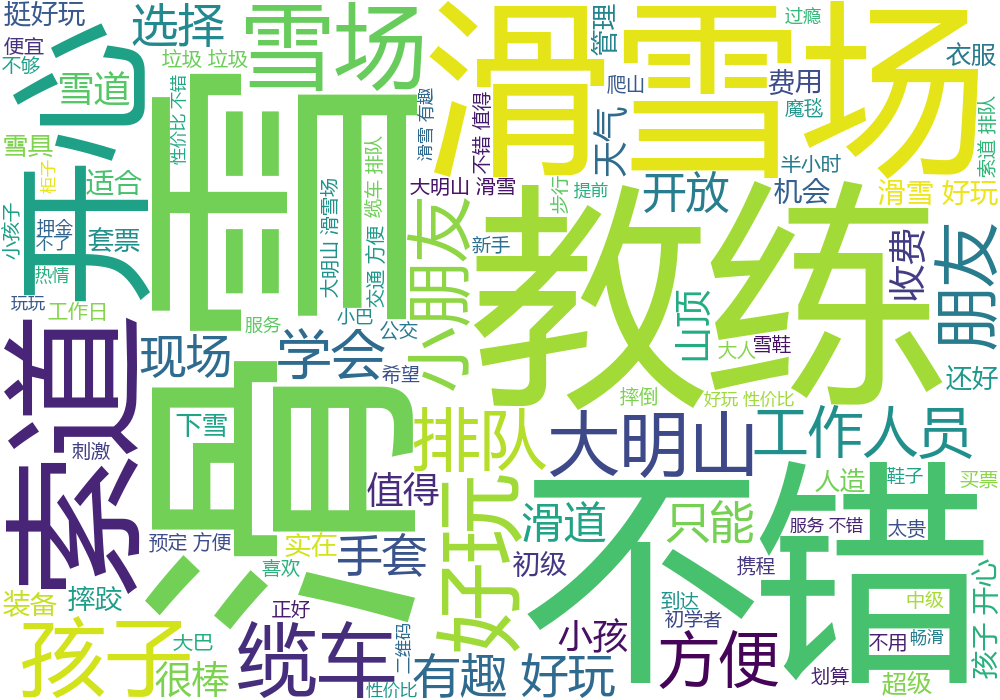 挺好玩
选择
雪场
滑雪场
过瘾
管理
便宜
不够
心
垃圾 垃圾
衣服
雪道
费用
爬山
性价比 不错
滑雪 有趣
不错 值得
魔毯
索道 排队
天气
雪具
滑雪
半小时
开
柜子
适合
缆车 排队
大明山 滑雪
步行
提前
开放
机会
滑雪 好玩
大明山 滑雪场
小朋友
教练
小孩子
押金
不了
套票
交通 方便
新手
收费
朋友
热情
玩玩
工作日
服务
小巴
公交
山顶
索道
现场
学会
希望
大人
雪鞋
还好
摔倒
好玩 性价比
下雪
排队
大明山
工作人员
刺激
值得
好玩
不错
人造
鞋子
买票
滑道
只能
预定 方便
实在
手套
初级
服务 不错
太贵
喜欢
携程
开心
孩子 开心
装备
摔跤
正好
到达
初学者
中级
孩子
大巴
缆车
二维码
小孩
方便
不用
畅滑
很棒
性价比
有趣 好玩
划算
超级